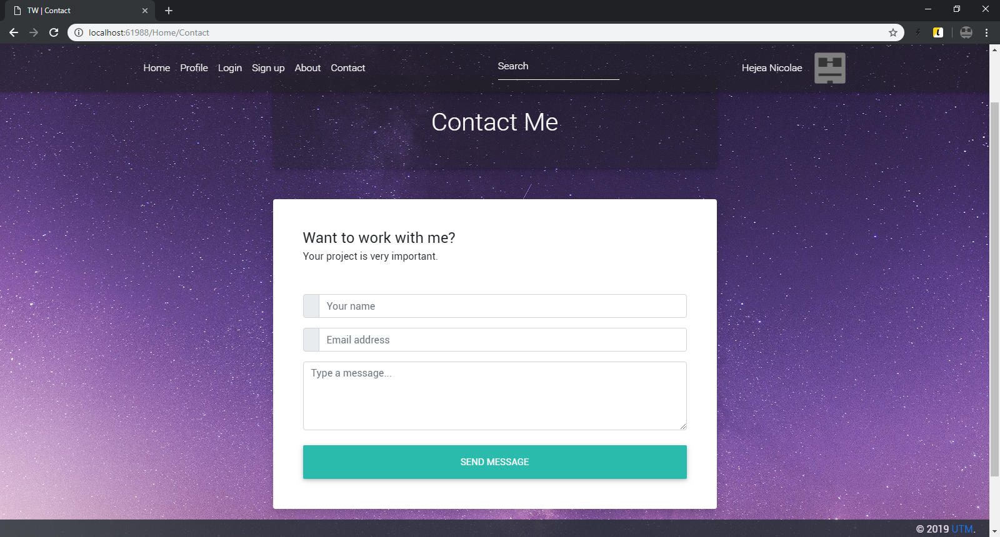 TW | Contact
localhost:61988/Home/Contact
Home Profile Login Sign up About Contact
Search
Hejea Nicolae
Contact Me
Want to work with me?
Your project is very important.
Your name
Email address
Type a message...
SEND MESSAGE
© 2019 UTM.